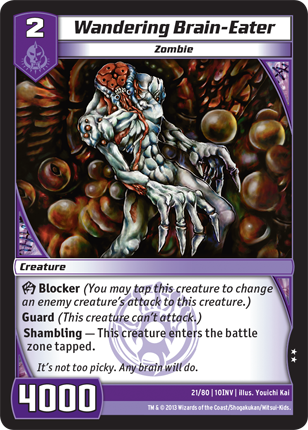 2
Wandering Brain-Eater
Zombie
Creature
Blocker (You may tap this creature to change
an enemy creature's attack to this creature.)
Guard (This creature can't attack.)
Shambling — This creature enters the battle
zone tapped.
It's not too picky. Any brain will do.
21/80 | 10INV | illus. Youichi Kai
4000
TM & © 2013 Wizards of the Coast/Shogakukan/Mitsui-Kids.